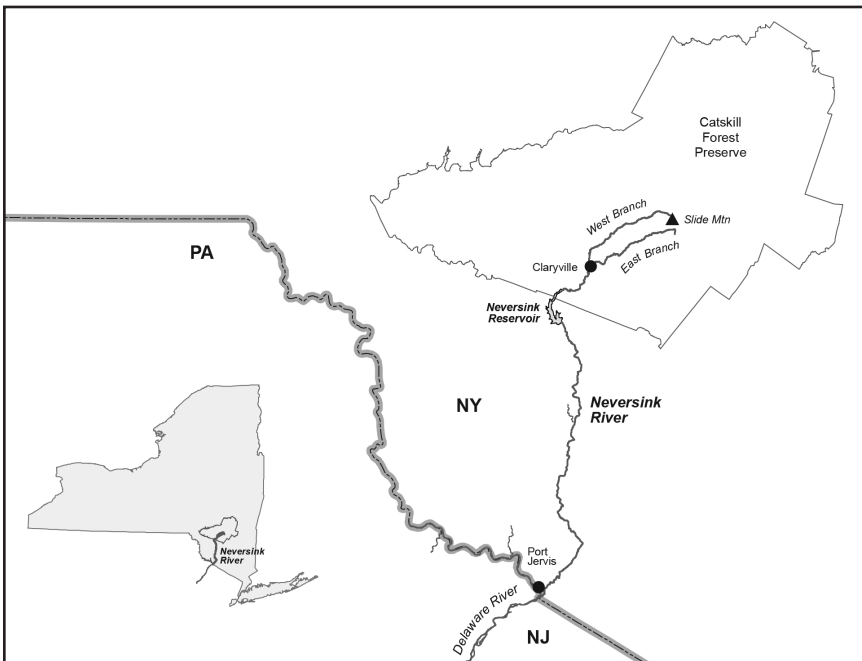 Catskill
Forest
Preserve
West Branch
Slide Mtn
East Branch
Claryville
PA
Neversink
Reservoir
NY
Neversink
River
Neversink
River
Port
Jervis
Delaware River
NJ